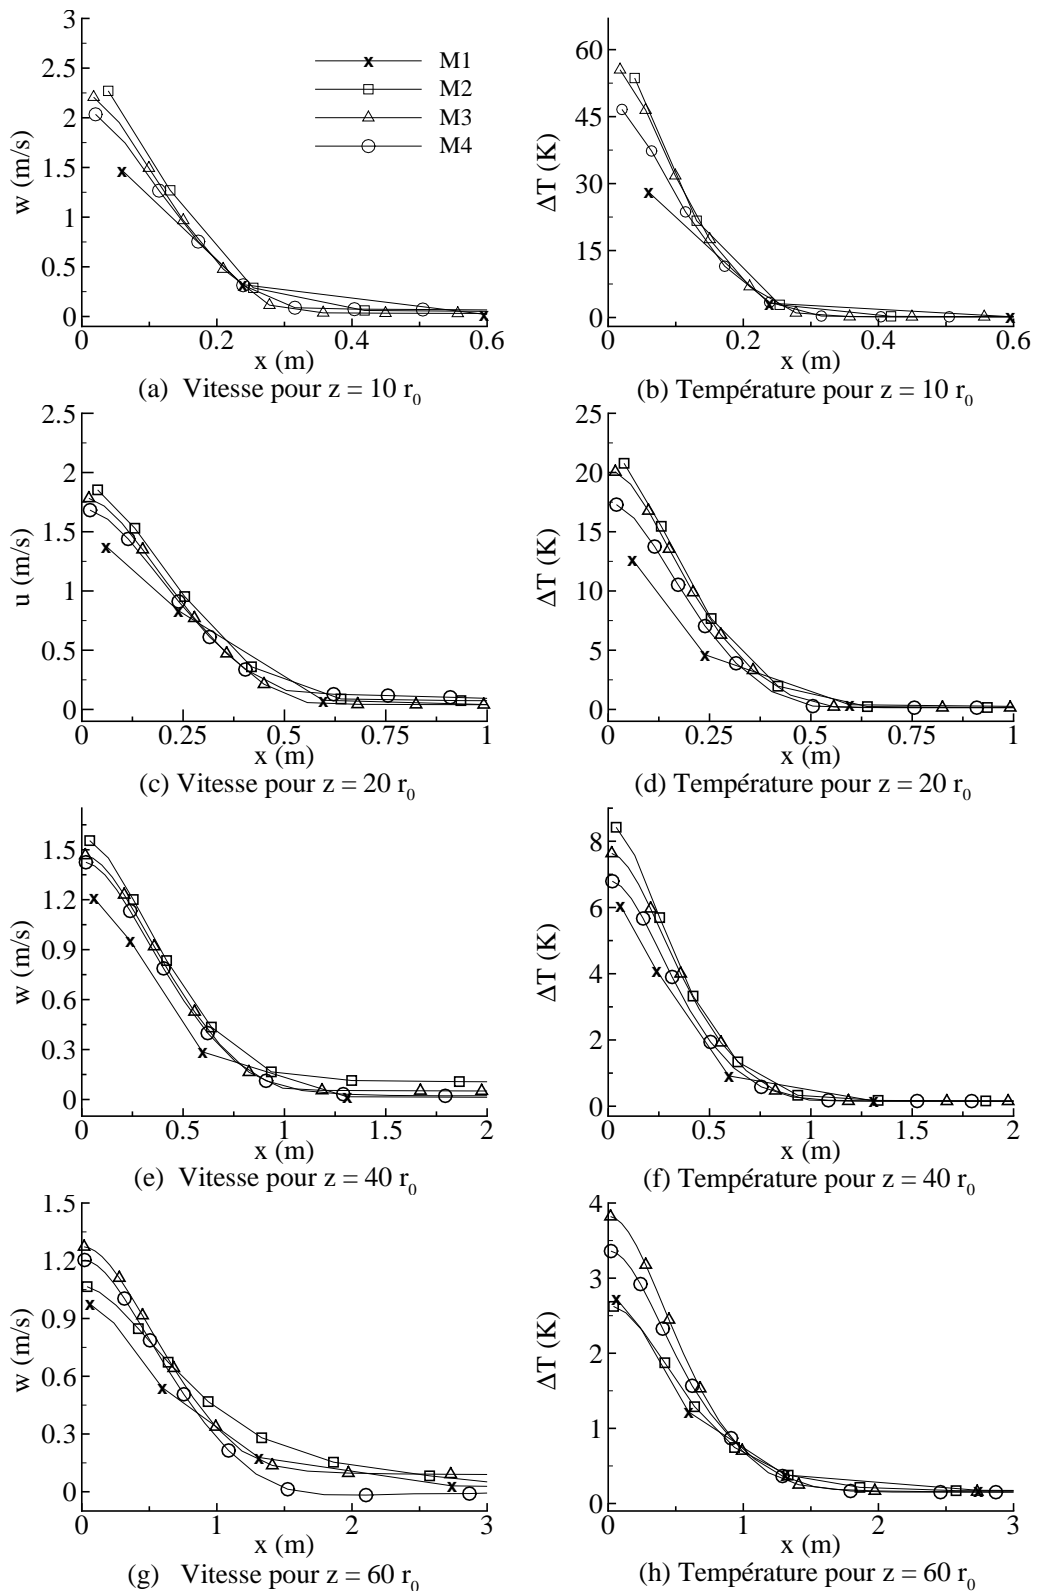 3
2.5
2
1.5
1
0.5
0
w (m/s)
0
0.2
0.4
0.6
x (m)
M1
M2
M3
M4
(a) Vitesse pour z = 10 r0
60
45
30
15
0
ΔT (K)
0
0.2
0.4
0.6
x (m)
(b) Température pour z = 10 r0
2.5
2
1.5
1
0.5
0
u (m/s)
0
0.25
0.5
0.75
1
x (m)
(c) Vitesse pour z = 20 r0
25
20
15
10
5
0
ΔT (K)
0
0.25
0.5
0.75
1
x (m)
(d) Température pour z = 20 r0
1.5
1.2
0.9
0.6
0.3
0
w (m/s)
0
0.5
1
1.5
2
x (m)
(e) Vitesse pour z = 40 r0
8
6
4
2
0
ΔT (K)
0
0.5
1
1.5
2
x (m)
(f) Température pour z = 40 r0
1.5
1.2
0.9
0.6
0.3
0
w (m/s)
0
1
2
3
x (m)
(g) Vitesse pour z = 60 r0
4
3
2
1
0
ΔT (K)
0
1
2
3
x (m)
(h) Température pour z = 60 r0